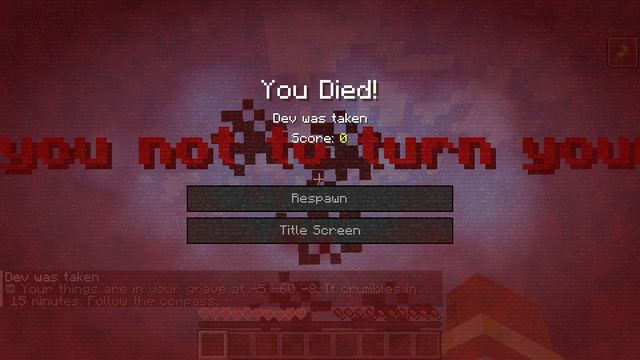 You Died!
Dev was taken
Score: 0
you not to turn you
Respawn
Title Screen
Dev was taken
Your things are in your grave at -5 -60 -8. It crumbles in
15 minutes. Follow the compass.